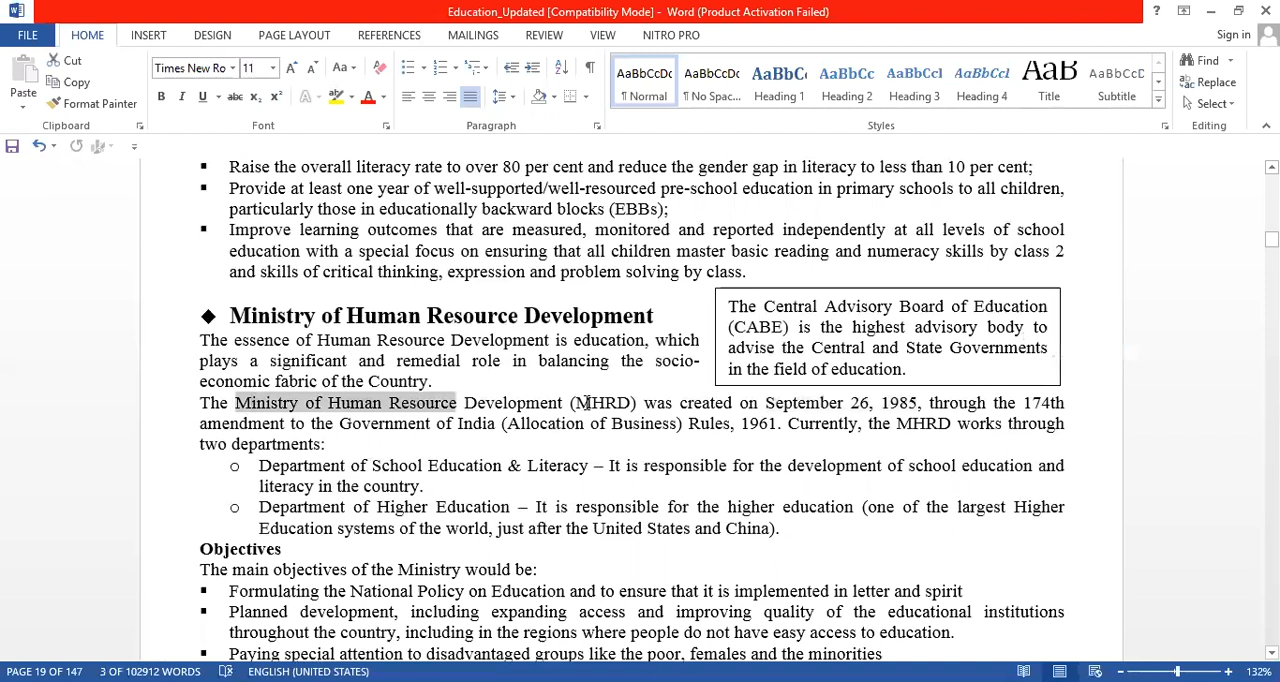 Education_Updated [Compatibility Mode] - Word (Product Activation Failed)
?
FILE HOME INSERT DESIGN PAGE LAYOUT REFERENCES MAILINGS REVIEW VIEW NITRO PRO Sign in
Paste
Cut
Copy
Format Painter
Clipboard
Times New Ro 11
Font
Paragraph
AaBbCcDc AaBbCcDc AaBbC AaBbCc AaBbCcI AaBbCcI AaB AaBbCcD
¶ Normal ¶ No Spac... Heading 1 Heading 2 Heading 3 Heading 4 Title Subtitle
Styles
Find
Replace
Select
Editing
▪ Raise the overall literacy rate to over 80 per cent and reduce the gender gap in literacy to less than 10 per cent;
▪ Provide at least one year of well-supported/well-resourced pre-school education in primary schools to all children,
particularly those in educationally backward blocks (EBBs);
▪ Improve learning outcomes that are measured, monitored and reported independently at all levels of school
education with a special focus on ensuring that all children master basic reading and numeracy skills by class 2
and skills of critical thinking, expression and problem solving by class.
◆ Ministry of Human Resource Development
The essence of Human Resource Development is education, which
plays a significant and remedial role in balancing the socio-
economic fabric of the Country.
The Central Advisory Board of Education
(CABE) is the highest advisory body to
advise the Central and State Governments
in the field of education.
The Ministry of Human Resource Development (MHRD) was created on September 26, 1985, through the 174th
amendment to the Government of India (Allocation of Business) Rules, 1961. Currently, the MHRD works through
two departments:
o Department of School Education & Literacy – It is responsible for the development of school education and
literacy in the country.
o Department of Higher Education – It is responsible for the higher education (one of the largest Higher
Education systems of the world, just after the United States and China).
Objectives
The main objectives of the Ministry would be:
▪ Formulating the National Policy on Education and to ensure that it is implemented in letter and spirit
▪ Planned development, including expanding access and improving quality of the educational institutions
throughout the country, including in the regions where people do not have easy access to education.
▪ Paying special attention to disadvantaged groups like the poor, females and the minorities
PAGE 19 OF 147 3 OF 102912 WORDS ENGLISH (UNITED STATES) 132%